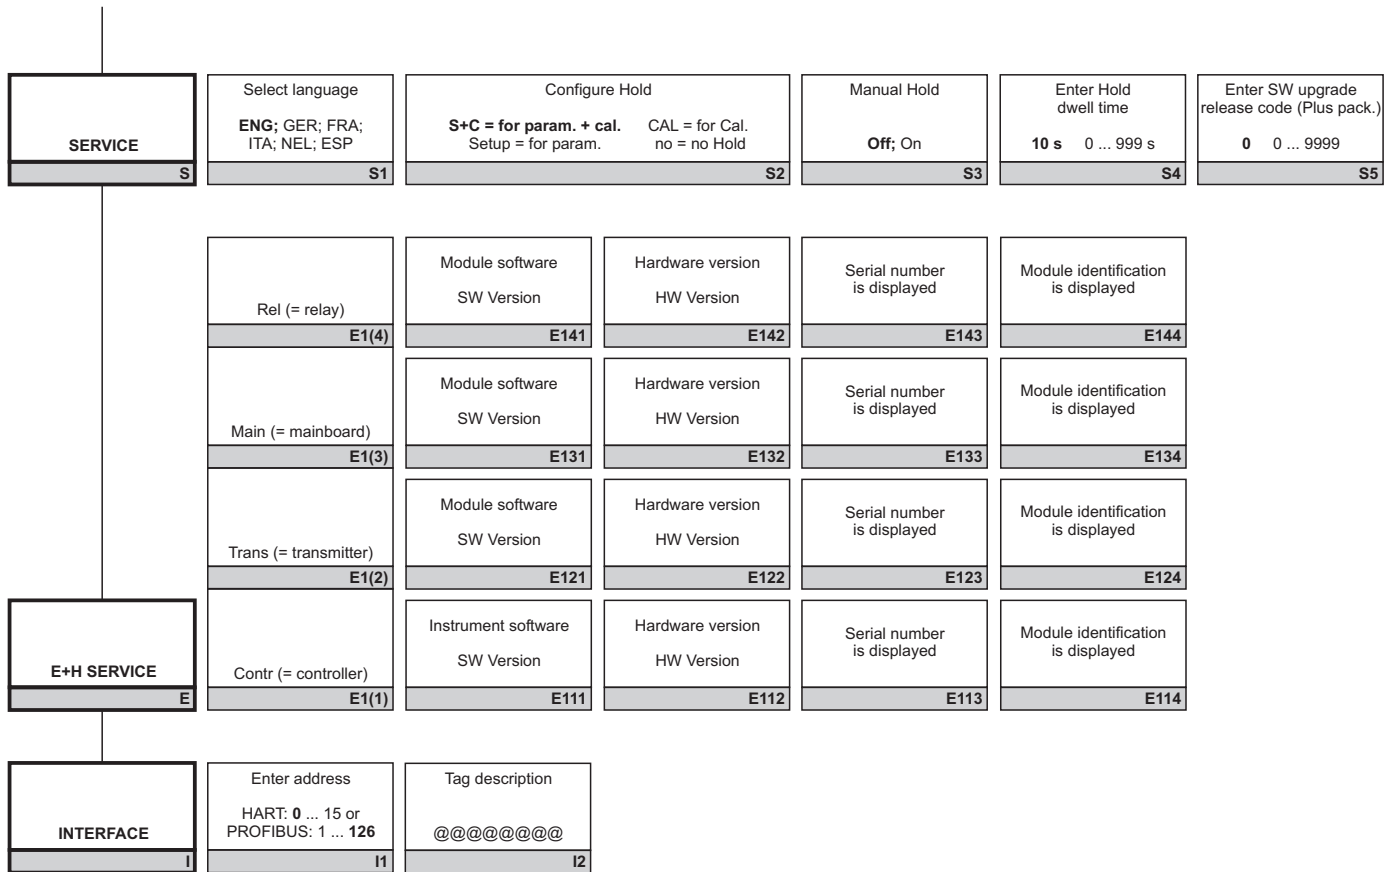 SERVICE
S
Select language
ENG; GER; FRA;
ITA; NEL; ESP
S1
Configure Hold
S+C = for param. + cal. CAL = for Cal.
Setup = for param. no = no Hold
S2
Manual Hold
Off; On
S3
Enter Hold
dwell time
10 s 0 ... 999 s
S4
Enter SW upgrade
release code (Plus pack.)
0 0 ... 9999
S5
Rel (= relay)
E1(4)
Module software
SW Version
E141
Hardware version
HW Version
E142
Serial number
is displayed
E143
Module identification
is displayed
E144
Main (= mainboard)
E1(3)
Module software
SW Version
E131
Hardware version
HW Version
E132
Serial number
is displayed
E133
Module identification
is displayed
E134
Trans (= transmitter)
E1(2)
Module software
SW Version
E121
Hardware version
HW Version
E122
Serial number
is displayed
E123
Module identification
is displayed
E124
E+H SERVICE
E
Contr (= controller)
E1(1)
Instrument software
SW Version
E111
Hardware version
HW Version
E112
Serial number
is displayed
E113
Module identification
is displayed
E114
INTERFACE
I
Enter address
HART: 0 ... 15 or
PROFIBUS: 1 ... 126
I1
Tag description
@@@@@@@@
I2